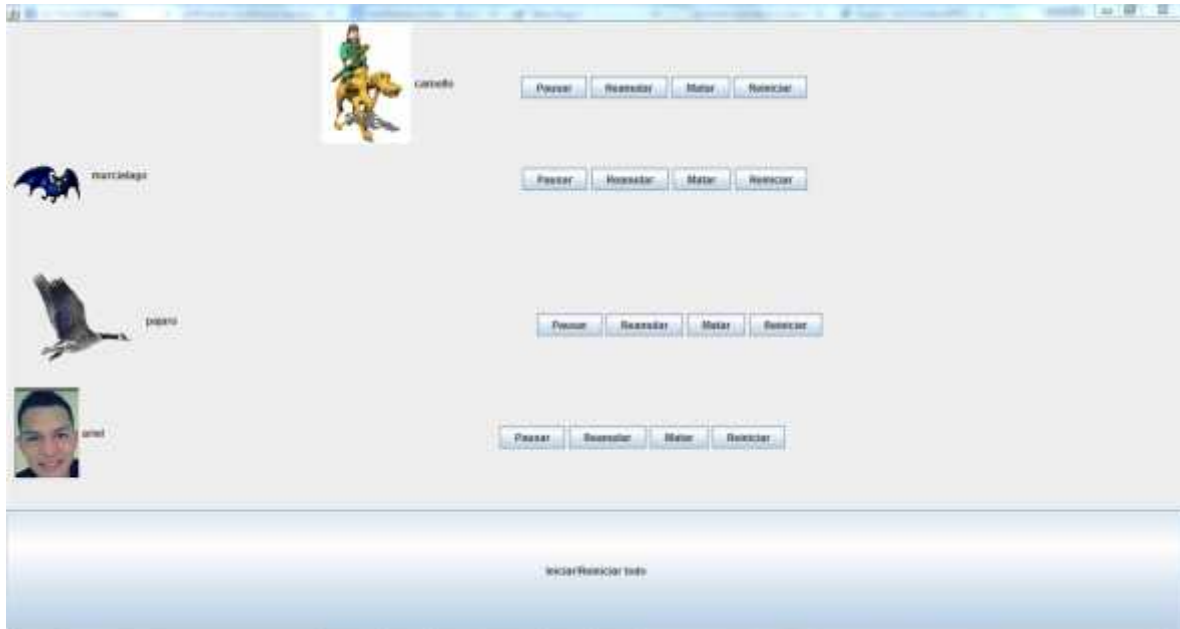 camello
Pausar Reanudar Matar Reiniciar
murcielago
Pausar Reanudar Matar Reiniciar
pajaro
Pausar Reanudar Matar Reiniciar
ariel
Pausar Reanudar Matar Reiniciar
Iniciar/Reiniciar todo